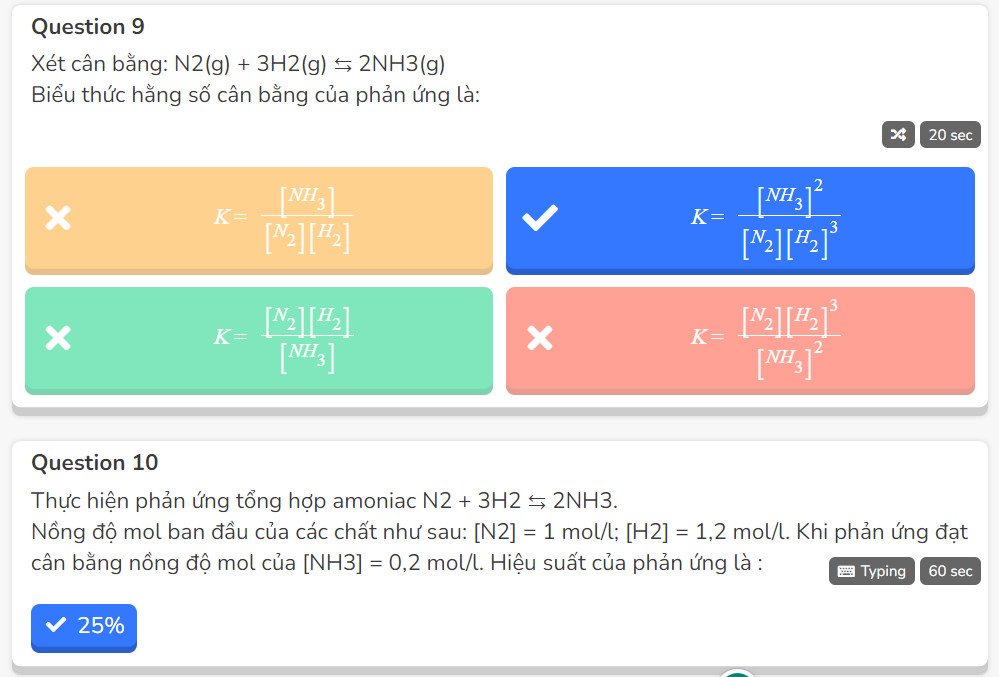 Question 9
Xét cân bằng: N2(g) + 3H2(g) ⇆ 2NH3(g)
Biểu thức hằng số cân bằng của phản ứng là:
20 sec
K = [NH₃] / [N₂][H₂]
K = [NH₃]² / [N₂][H₂]³
K = [N₂][H₂] / [NH₃]
K = [N₂][H₂]³ / [NH₃]²
Question 10
Thực hiện phản ứng tổng hợp amoniac N2 + 3H2 ⇆ 2NH3.
Nồng độ mol ban đầu của các chất như sau: [N2] = 1 mol/l; [H2] = 1,2 mol/l. Khi phản ứng đạt
cân bằng nồng độ mol của [NH3] = 0,2 mol/l. Hiệu suất của phản ứng là :
Typing 60 sec
25%